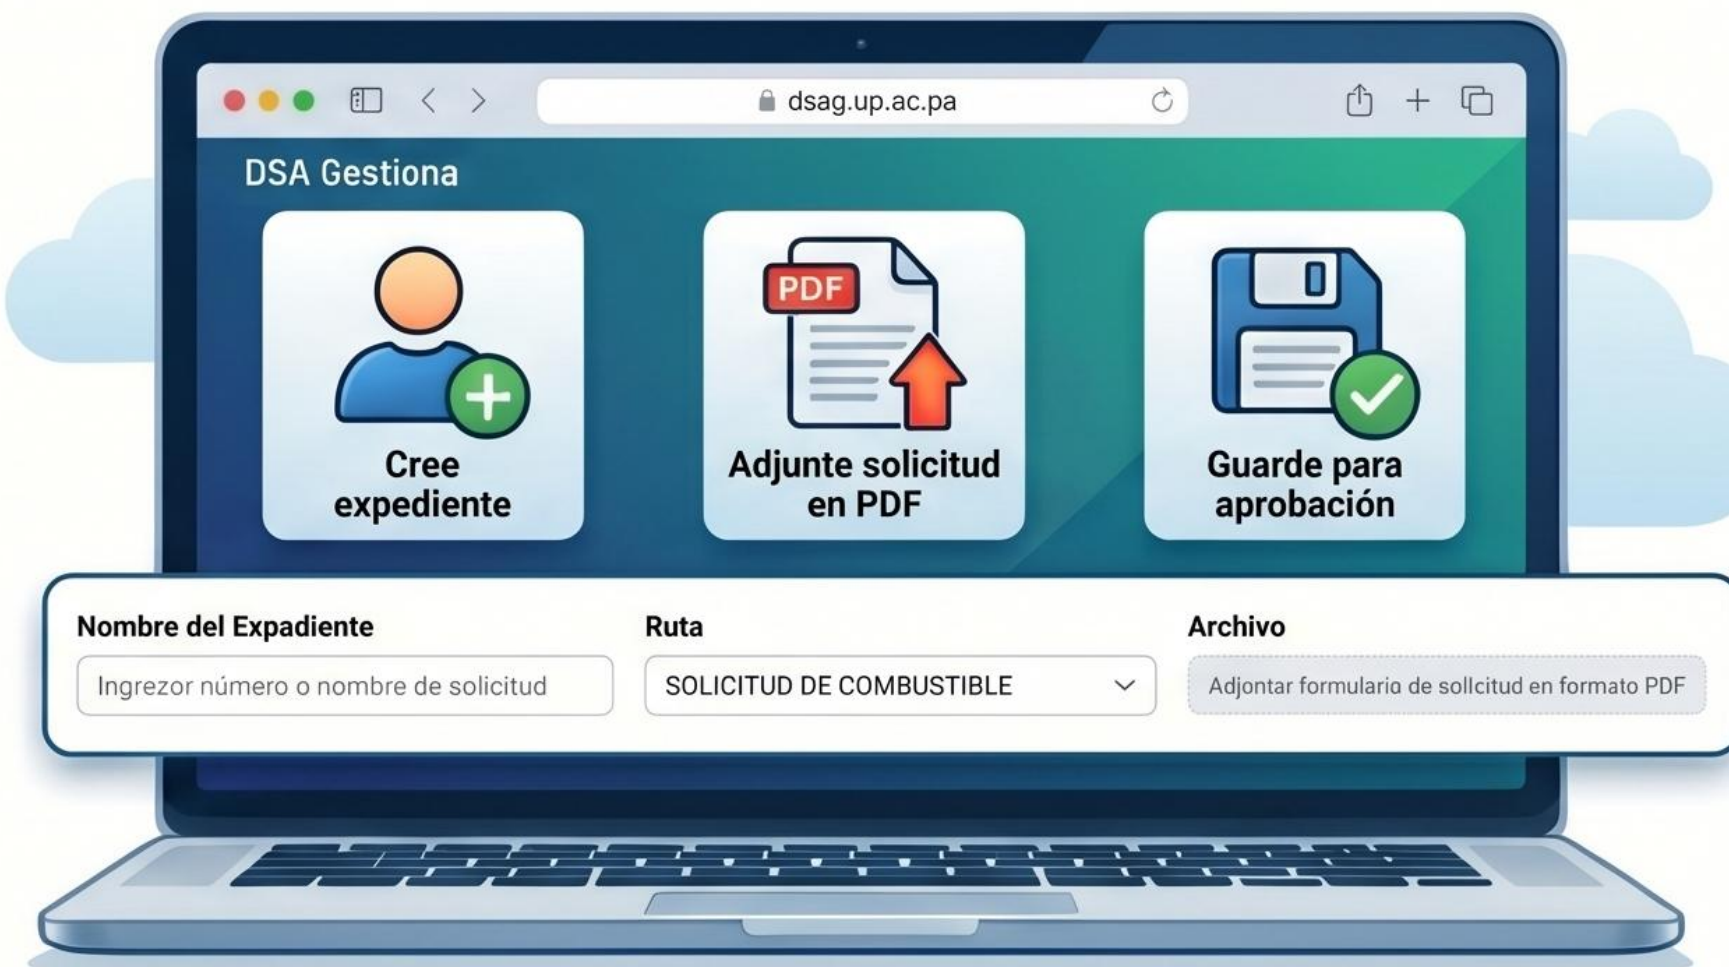 dsag.up.ac.pa
DSA Gestiona
PDF
Cree
expediente
Adjunte solicitud
en PDF
Guarde para
aprobación
Nombre del Expadiente
Ruta
Archivo
Ingrezor número o nombre de solicitud
SOLICITUD DE COMBUSTIBLE
Adjontar formularia de sollcitud en formato PDF